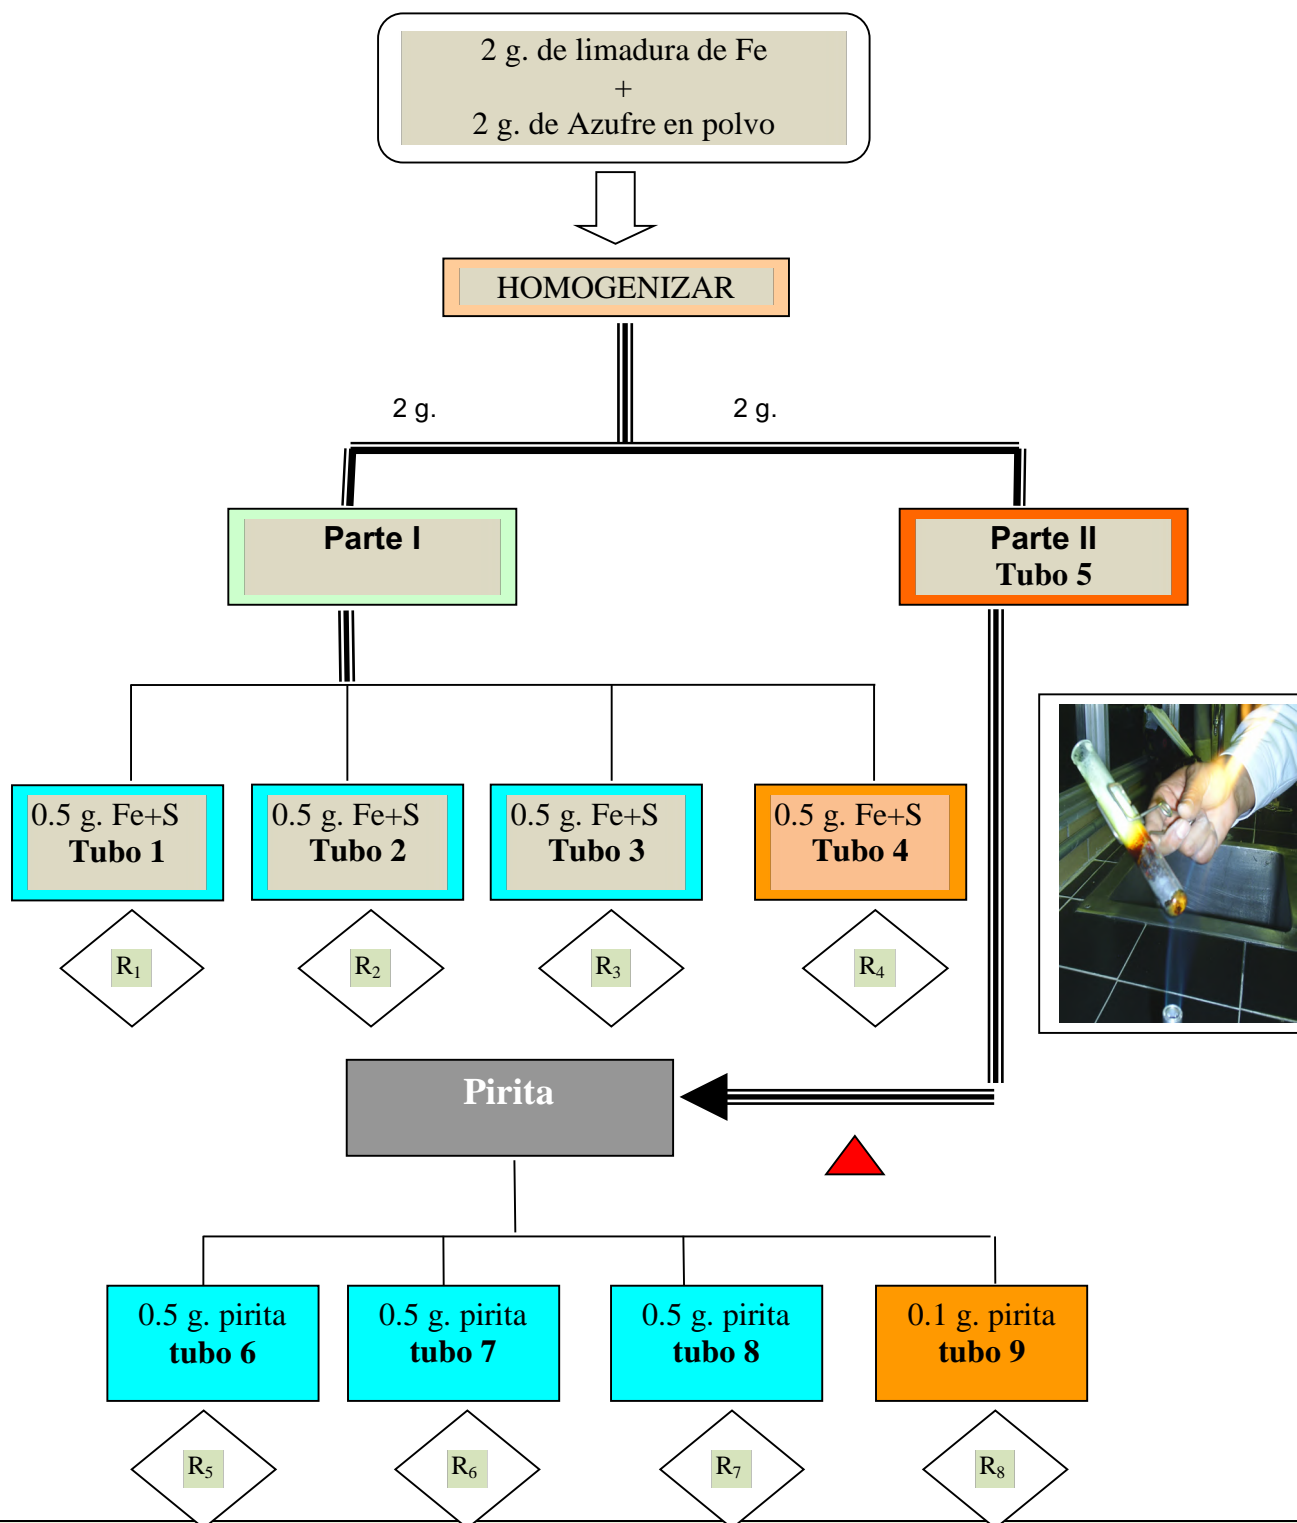 2 g. de limadura de Fe
+
2 g. de Azufre en polvo
HOMOGENIZAR
2 g.
2 g.
Parte I
Parte II
Tubo 5
0.5 g. Fe+S
Tubo 1
0.5 g. Fe+S
Tubo 2
0.5 g. Fe+S
Tubo 3
0.5 g. Fe+S
Tubo 4
R₁
R₂
R₃
R₄
Pirita
0.5 g. pirita
tubo 6
0.5 g. pirita
tubo 7
0.5 g. pirita
tubo 8
0.1 g. pirita
tubo 9
R₅
R₆
R₇
R₈